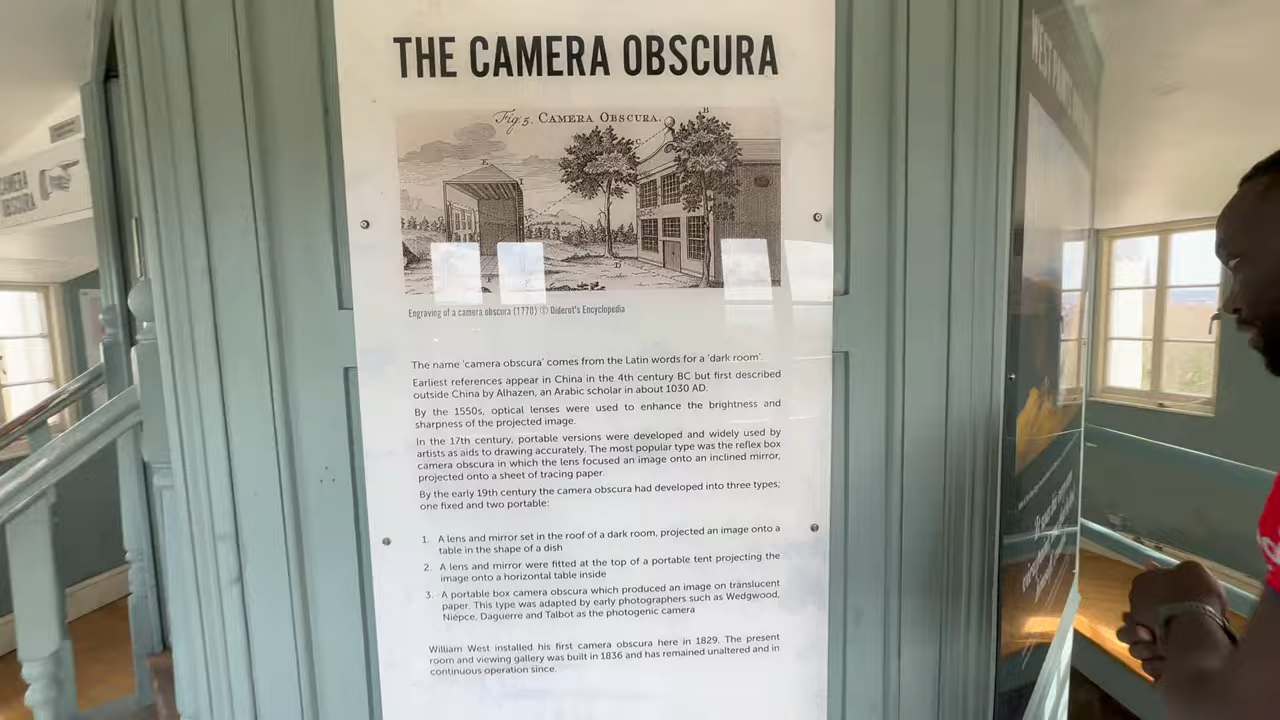 THE CAMERA OBSCURA
Fig. 5. CAMERA OBSCURA.
B
D
Engraving of a camera obscura (1770) © Diderot's Encyclopedia
The name 'camera obscura' comes from the Latin words for a 'dark room'.
Earliest references appear in China in the 4th century BC but first described
outside China by Alhazen, an Arabic scholar in about 1030 AD.
By the 1550s, optical lenses were used to enhance the brightness and
sharpness of the projected image.
In the 17th century, portable versions were developed and widely used by
artists as aids to drawing accurately. The most popular type was the reflex box
camera obscura in which the lens focused an image onto an inclined mirror,
projected onto a sheet of tracing paper.
By the early 19th century the camera obscura had developed into three types;
one fixed and two portable:
1. A lens and mirror set in the roof of a dark room, projected an image onto a
table in the shape of a dish
2. A lens and mirror were fitted at the top of a portable tent projecting the
image onto a horizontal table inside
3. A portable box camera obscura which produced an image on translucent
paper. This type was adapted by early photographers such as Wedgwood,
Niépce, Daguerre and Talbot as the photogenic camera
William West installed his first camera obscura here in 1829. The present
room and viewing gallery was built in 1836 and has remained unaltered and in
continuous operation since.
CAMERA
OBSCURA
WEST